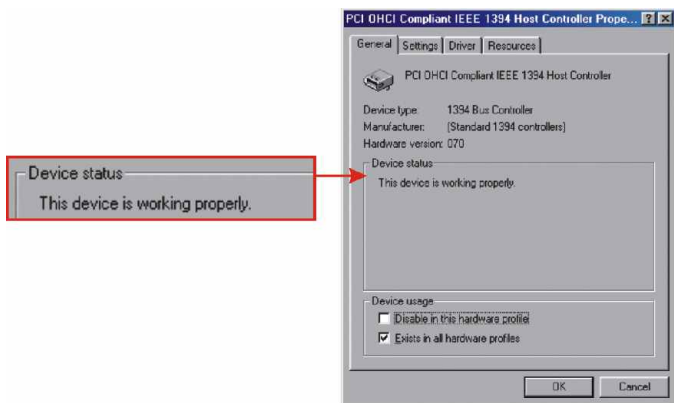 PCI OHCI Compliant IEEE 1394 Host Controller Prope...
General Settings Driver Resources
PCI OHCI Compliant IEEE 1394 Host Controller
Device type: 1394 Bus Controller
Manufacturer: (Standard 1394 controllers)
Hardware version: 070
Device status
This device is working properly.
Device status
This device is working properly.
Device usage
Disable in this hardware profile
Exists in all hardware profiles
OK Cancel